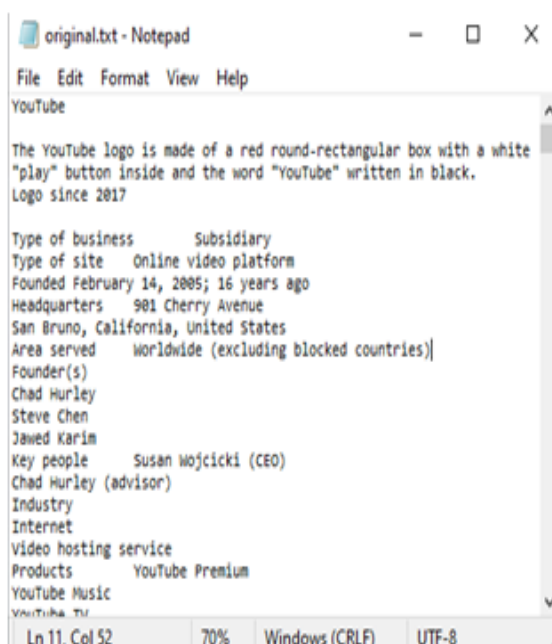 original.txt - Notepad
File Edit Format View Help
YouTube
The YouTube logo is made of a red round-rectangular box with a white
"play" button inside and the word "YouTube" written in black.
Logo since 2017
Type of business Subsidiary
Type of site Online video platform
Founded February 14, 2005; 16 years ago
Headquarters 901 Cherry Avenue
San Bruno, California, United States
Area served Worldwide (excluding blocked countries)
Founder(s)
Chad Hurley
Steve Chen
Jawed Karim
Key people Susan Wojcicki (CEO)
Chad Hurley (advisor)
Industry
Internet
Video hosting service
Products YouTube Premium
YouTube Music
YouTube TV
Ln 11, Col 52 70% Windows (CRLF) UTF-8